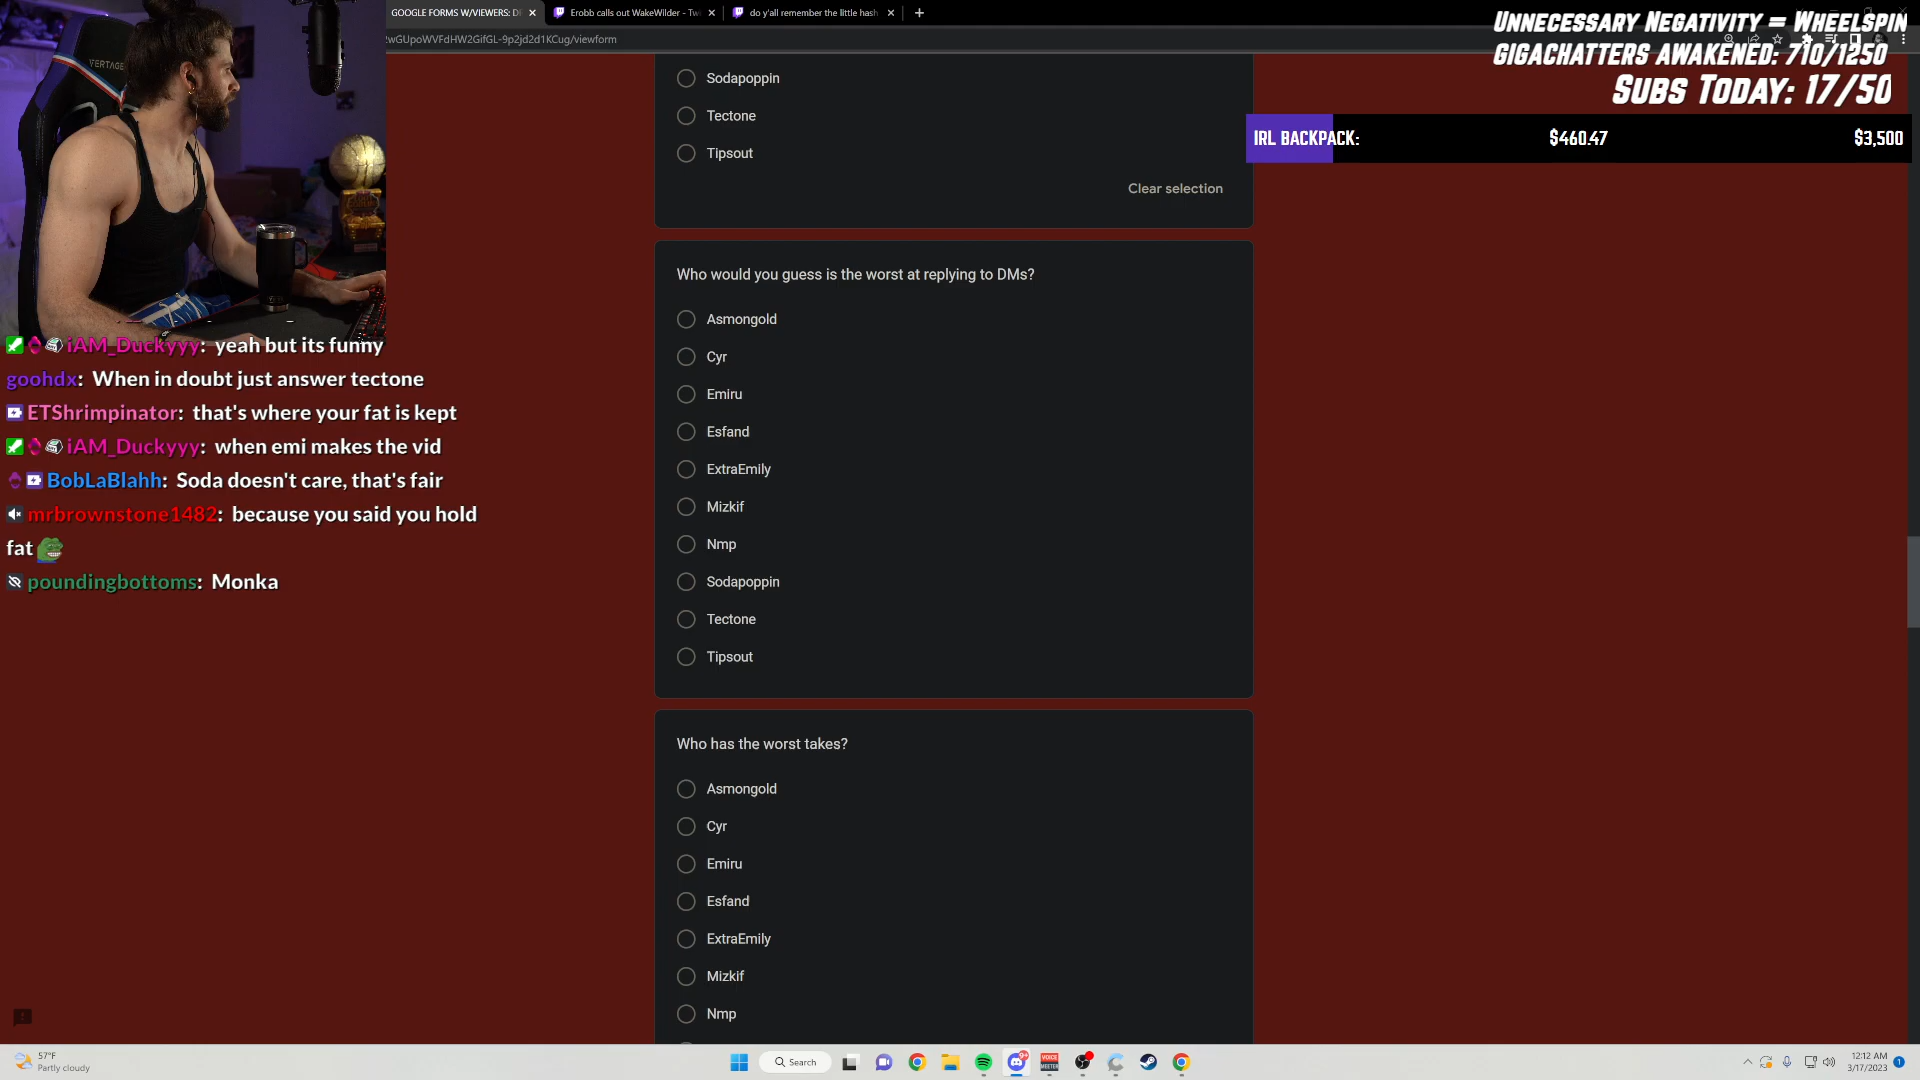 GOOGLE FORMS W/VIEWERS: D
Erobb calls out WakeWilder - Tw
do y'all remember the little hash
wGUpoWVFdHW2GifGL-9p2jd2d1KCug/viewform
UNNECESSARY NEGATIVITY = WHEELSPIN
GIGACHATTERS AWAKENED: 710/1250
SUBS TODAY: 17/50
IRL BACKPACK: $460.47 $3,500
VERTAGE
Sodapoppin
Tectone
Tipsout
Clear selection
Who would you guess is the worst at replying to DMs?
Asmongold
Cyr
Emiru
Esfand
ExtraEmily
Mizkif
Nmp
Sodapoppin
Tectone
Tipsout
Who has the worst takes?
Asmongold
Cyr
Emiru
Esfand
ExtraEmily
Mizkif
Nmp
iAM_Duckyyy: yeah but its funny
goohdx: When in doubt just answer tectone
ETShrimpinator: that's where your fat is kept
iAM_Duckyyy: when emi makes the vid
BobLaBlahh: Soda doesn't care, that's fair
mrbrownstone1482: because you said you hold
fat
poundingbottoms: Monka
57°F
Partly cloudy
Search
VOICE
MEETER
12:12 AM
3/17/2023
1